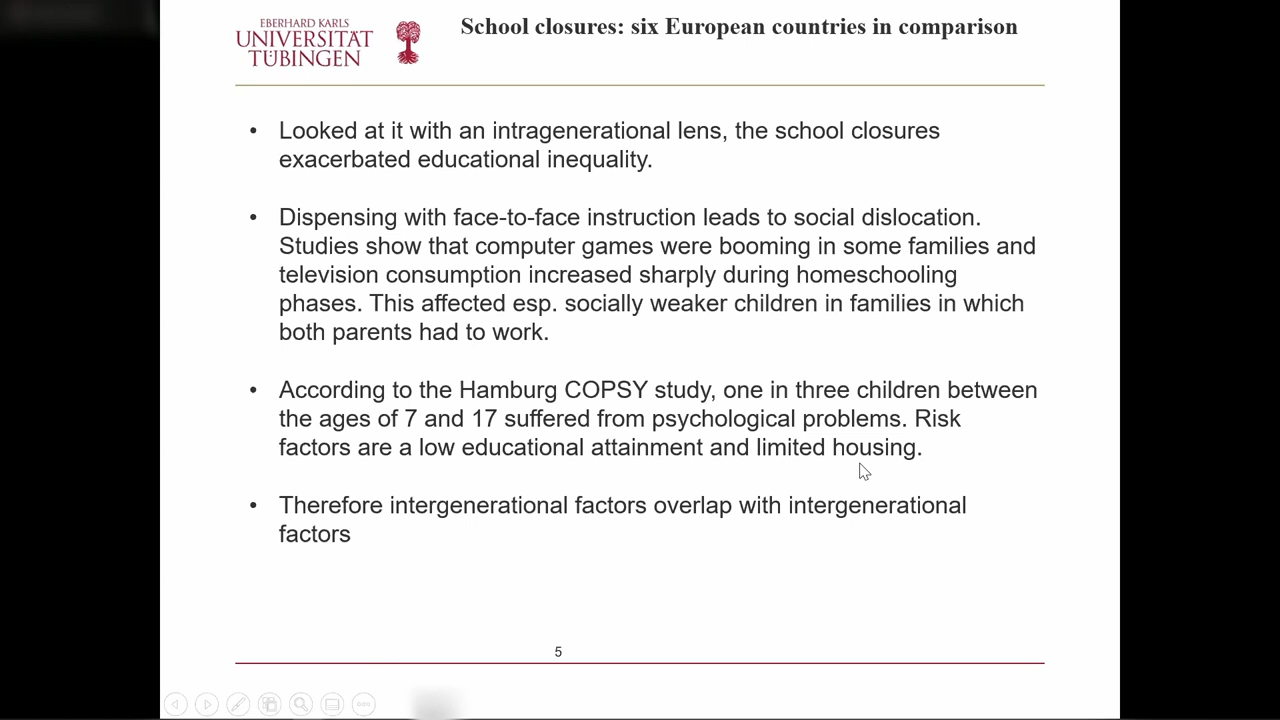 EBERHARD KARLS
UNIVERSITÄT
TÜBINGEN
School closures: six European countries in comparison
• Looked at it with an intragenerational lens, the school closures
exacerbated educational inequality.
• Dispensing with face-to-face instruction leads to social dislocation.
Studies show that computer games were booming in some families and
television consumption increased sharply during homeschooling
phases. This affected esp. socially weaker children in families in which
both parents had to work.
• According to the Hamburg COPSY study, one in three children between
the ages of 7 and 17 suffered from psychological problems. Risk
factors are a low educational attainment and limited housing.
• Therefore intergenerational factors overlap with intergenerational
factors
5